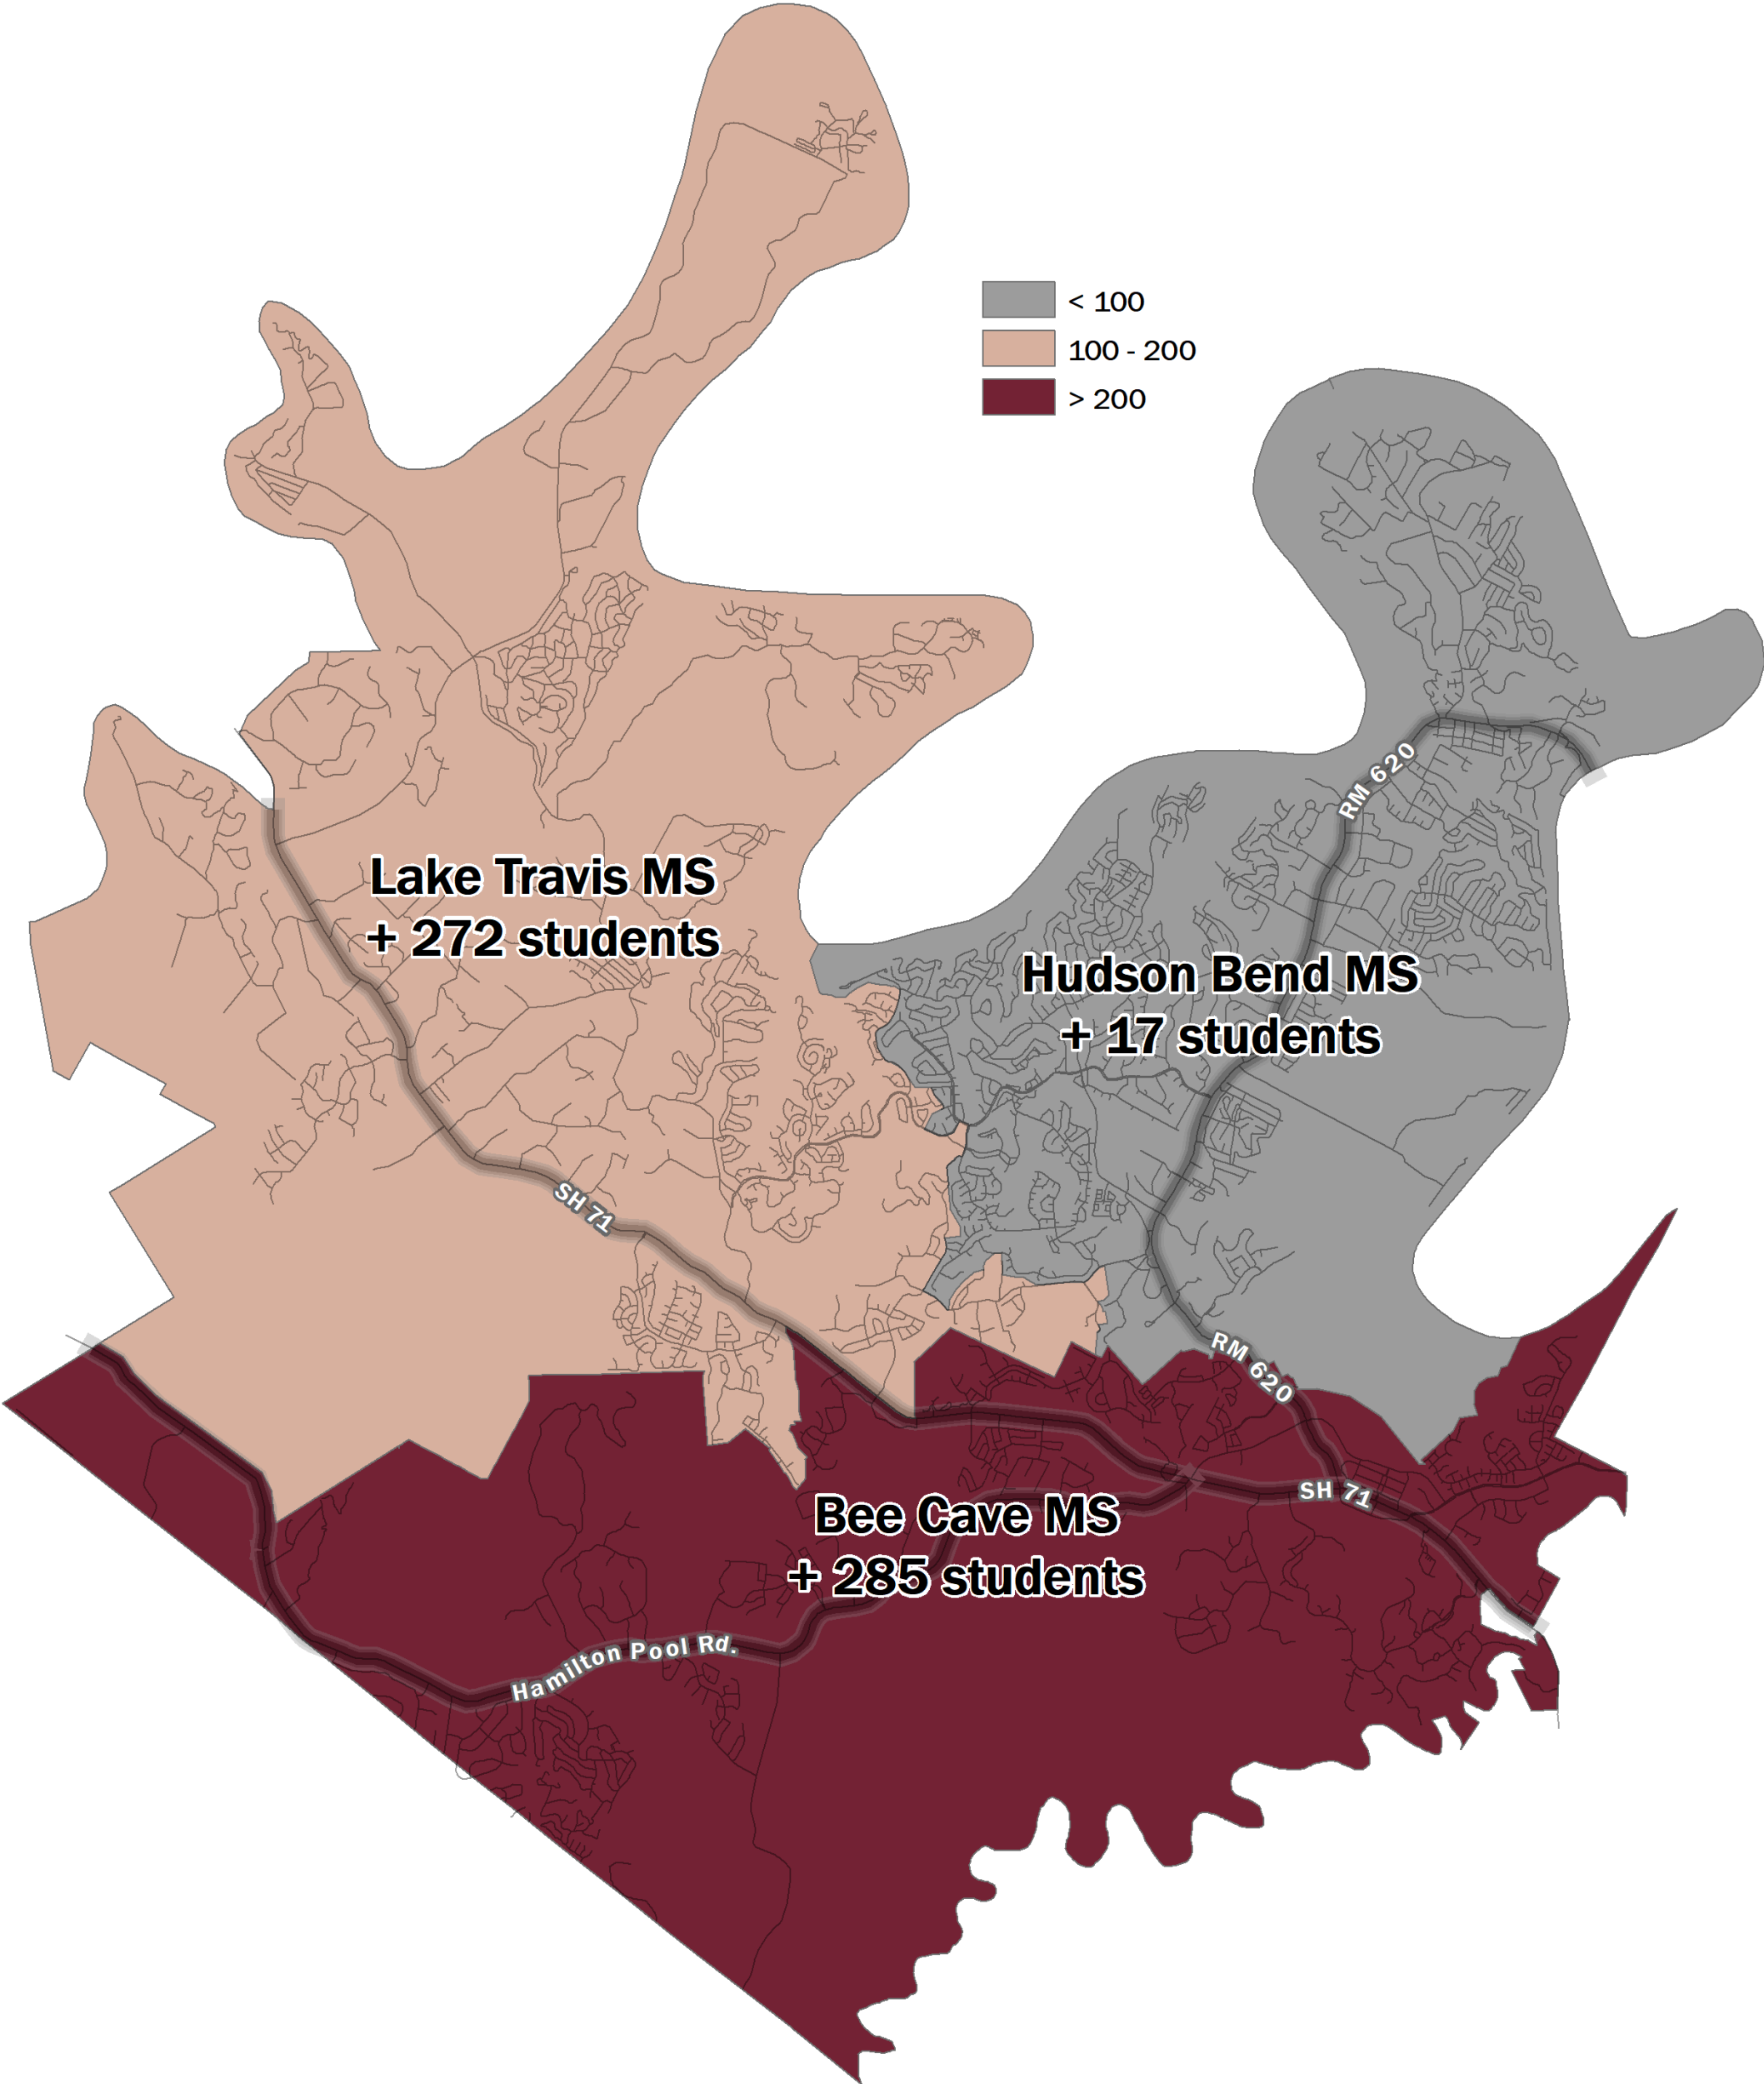 < 100
100 - 200
> 200
RM 620
Lake Travis MS
+ 272 students
Hudson Bend MS
+ 17 students
SH 71
RM 620
SH 71
Bee Cave MS
+ 285 students
Hamilton Pool Rd.